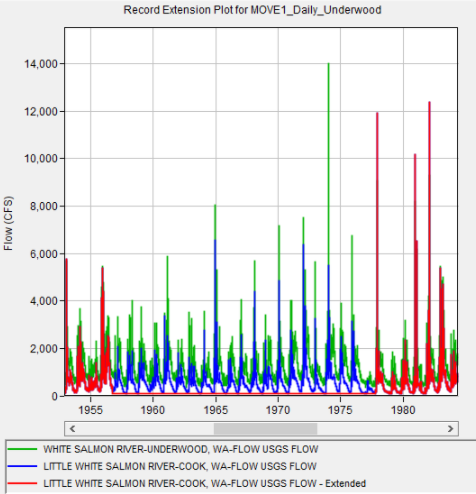 Record Extension Plot for MOVE1_Daily_Underwood
14,000
12,000
10,000
8,000
6,000
4,000
2,000
0
Flow (CFS)
1955 1960 1965 1970 1975 1980
WHITE SALMON RIVER-UNDERWOOD, WA-FLOW USGS FLOW
LITTLE WHITE SALMON RIVER-COOK, WA-FLOW USGS FLOW
LITTLE WHITE SALMON RIVER-COOK, WA-FLOW USGS FLOW - Extended